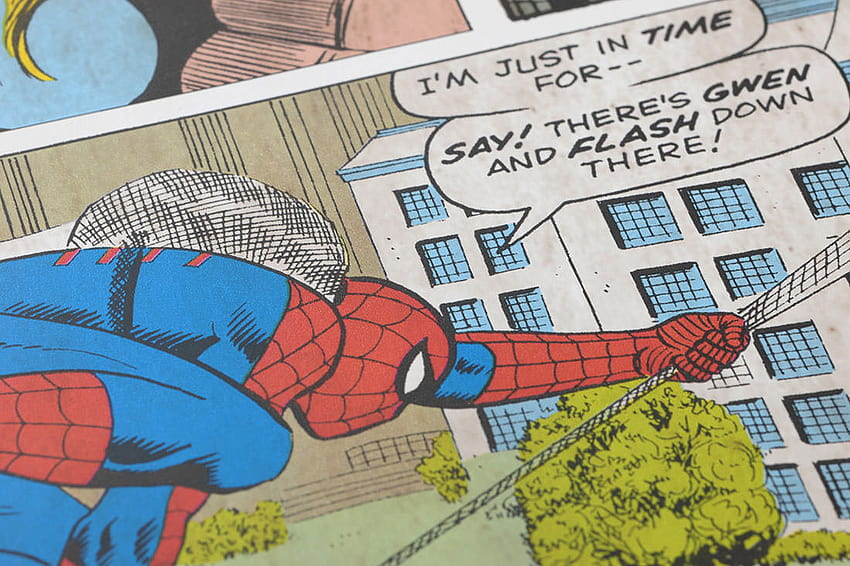 I'M JUST IN TIME
FOR--
SAY! THERE'S GWEN
AND FLASH DOWN
THERE!